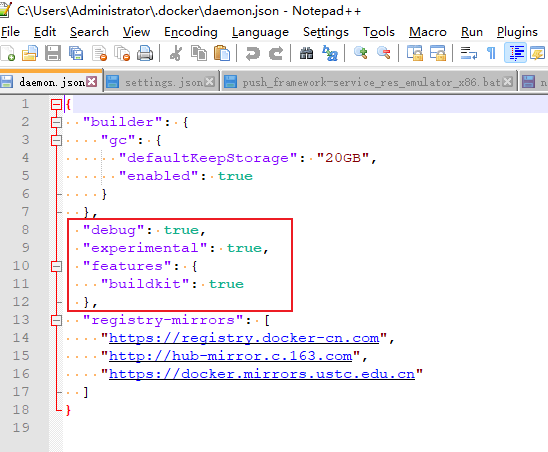 C:\Users\Administrator\.docker\daemon.json - Notepad++
File Edit Search View Encoding Language Settings Tools Macro Run Plugins
daemon.json settings.json push_framework-service_res_emulator_x86.bat n
1 {
2 "builder": {
3 "gc": {
4 "defaultKeepStorage": "20GB",
5 "enabled": true
6 }
7 },
8 "debug": true,
9 "experimental": true,
10 "features": {
11 "buildkit": true
12 },
13 "registry-mirrors": [
14 "https://registry.docker-cn.com",
15 "http://hub-mirror.c.163.com",
16 "https://docker.mirrors.ustc.edu.cn"
17 ]
18 }
19